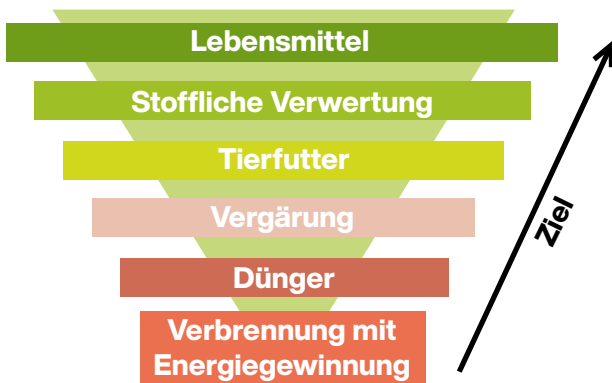 Lebensmittel
Stoffliche Verwertung
Tierfutter
Vergärung
Dünger
Verbrennung mit
Energiegewinnung
Ziel